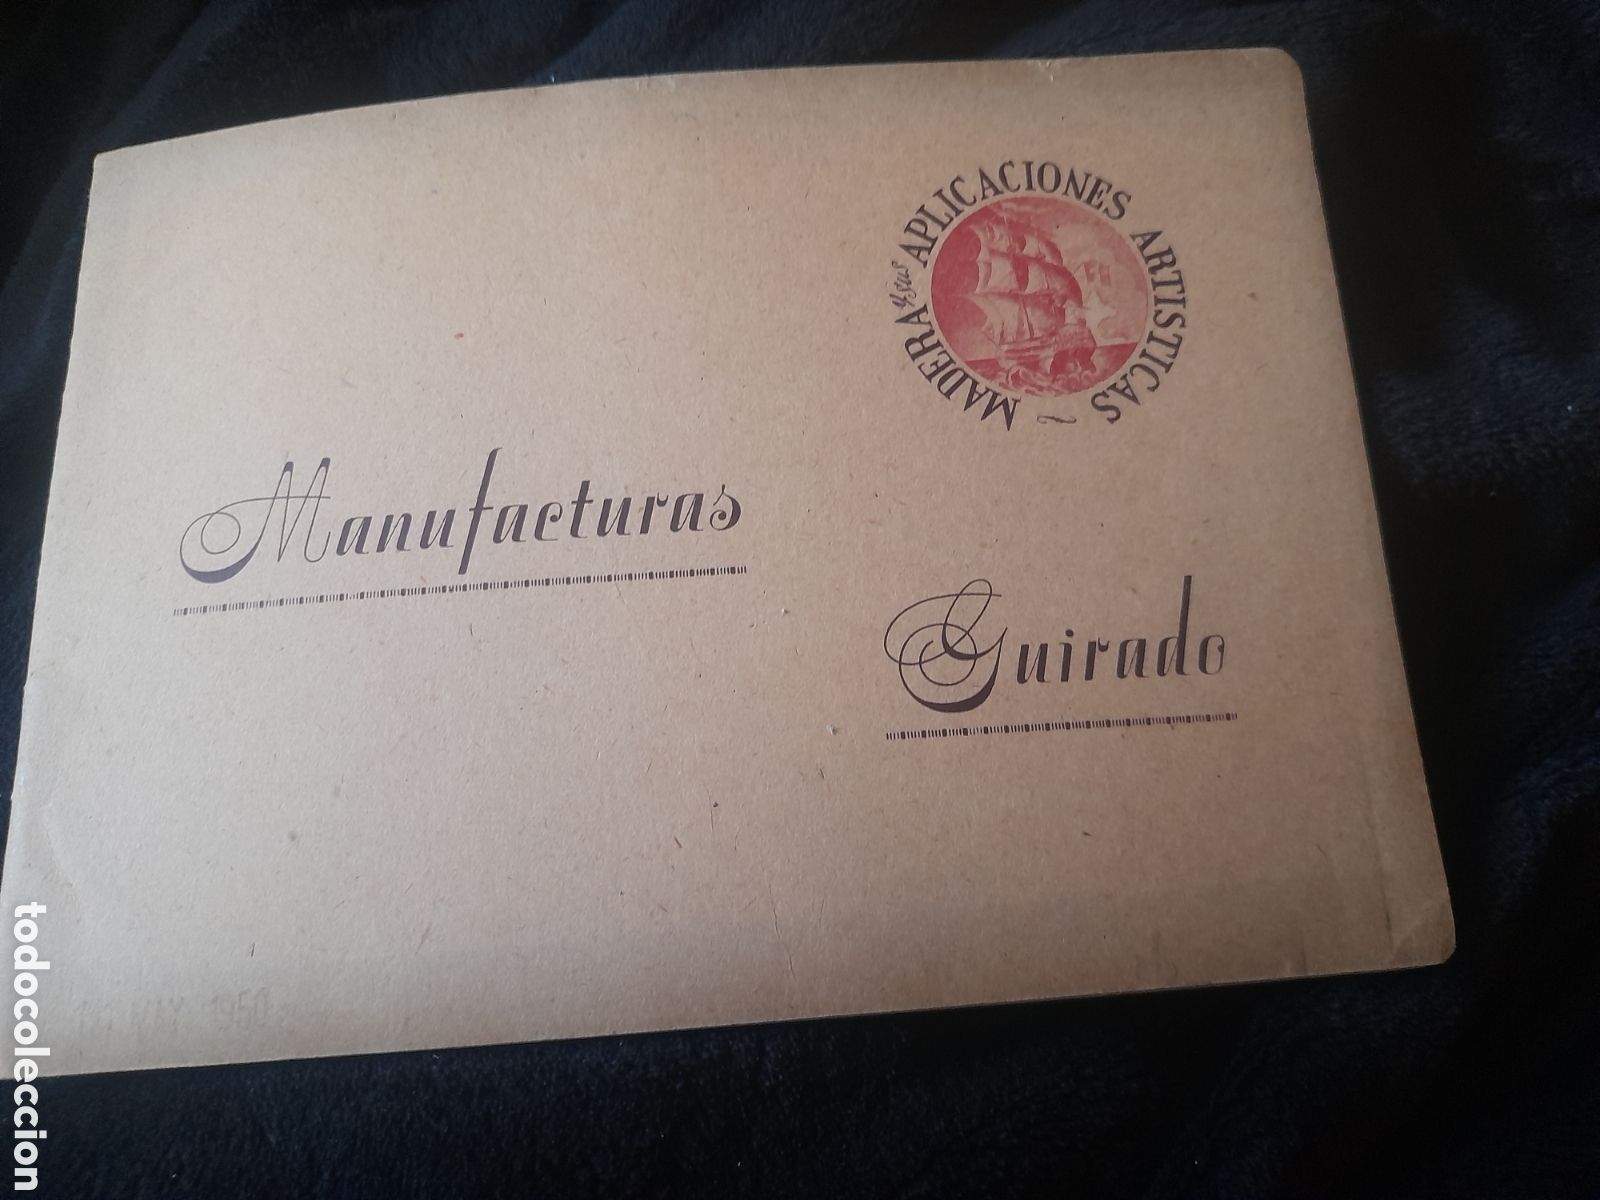 MADERA y sus APLICACIONES ARTISTICAS
Manufacturas
Guirado
todocoleccion